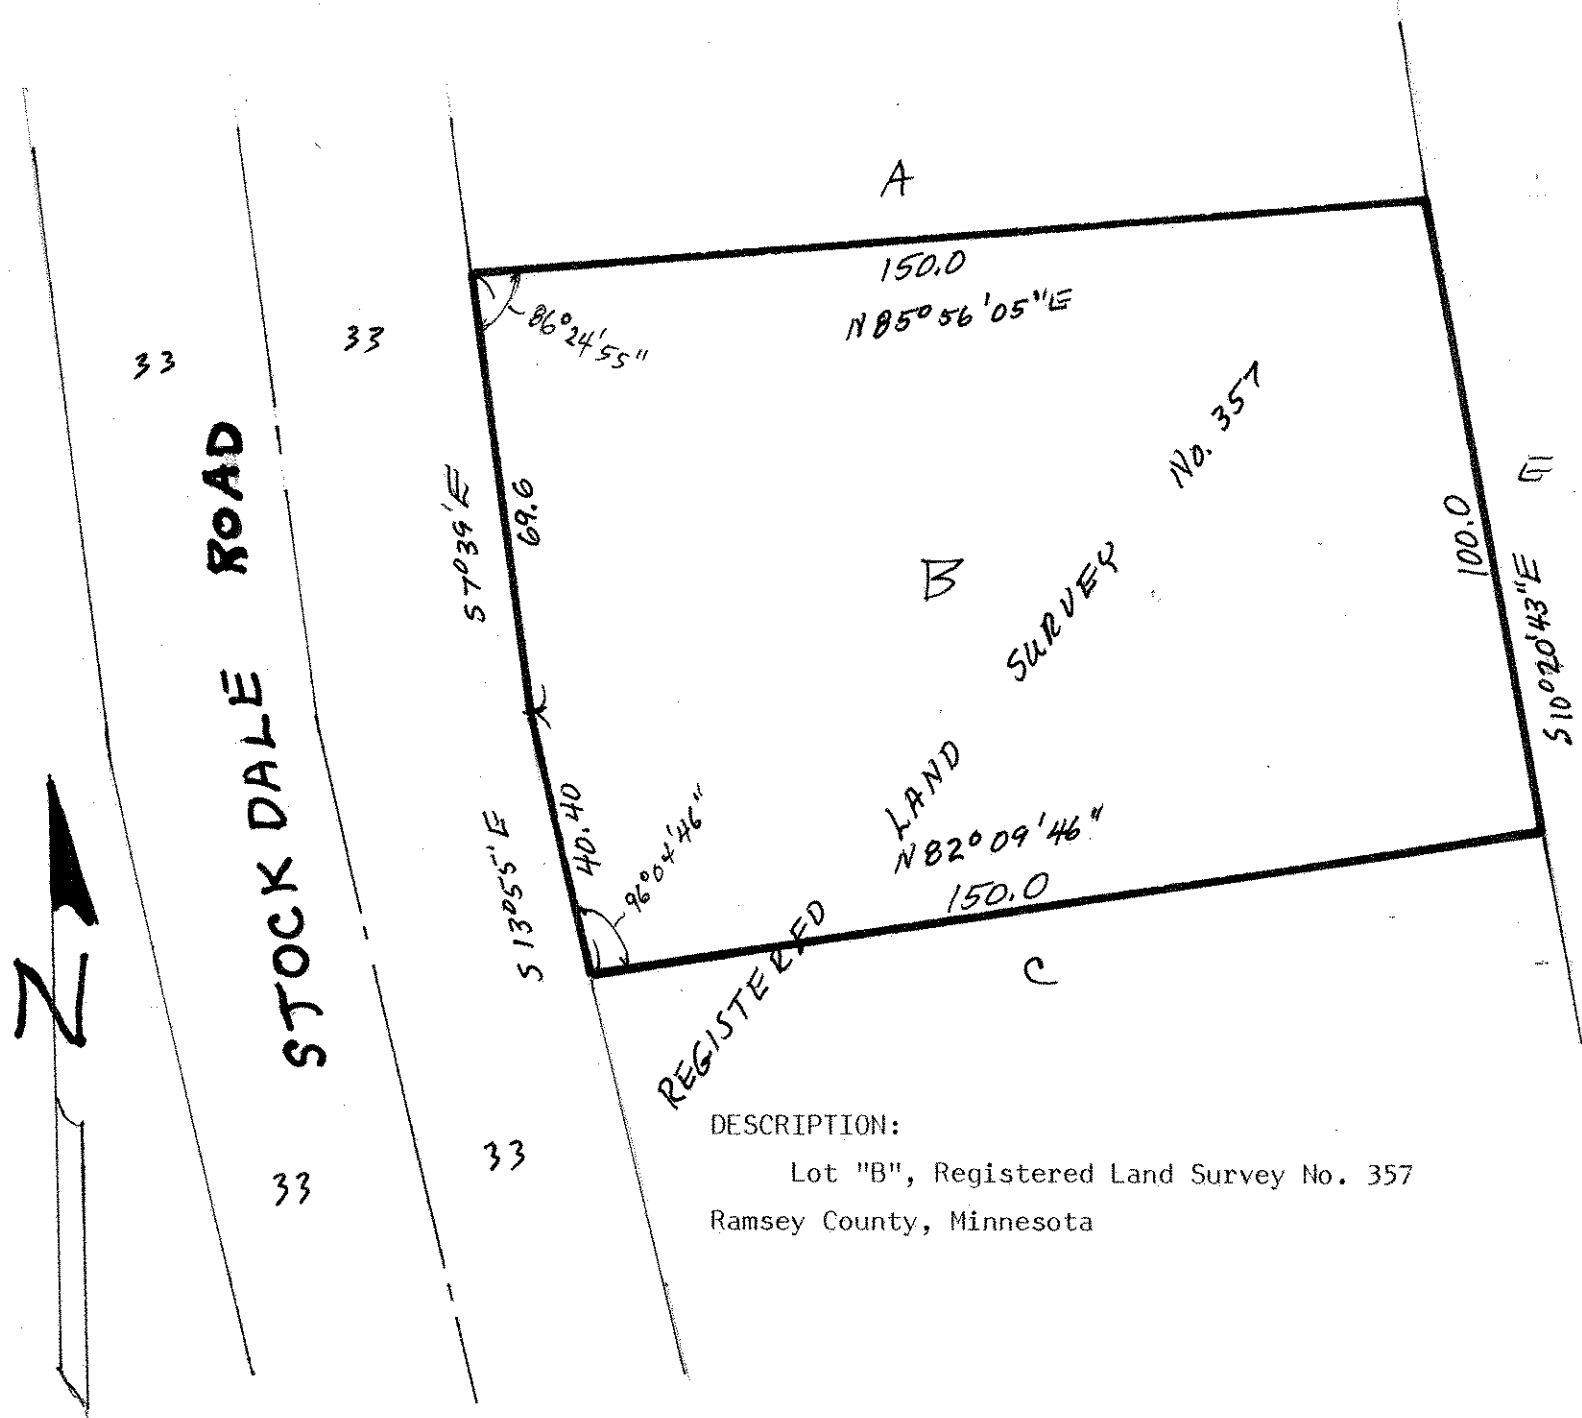 A
150.0
N85°56'05"E
86°24'55"
33
33
STOCKDALE ROAD
S7°39'E
69.6
REGISTERED LAND SURVEY No. 357
B
E
100.0
S10°20'43"E
40.40
S13°55'E
96°04'46"
N82°09'46"
150.0
C
N
33
33
DESCRIPTION:
Lot "B", Registered Land Survey No. 357
Ramsey County, Minnesota